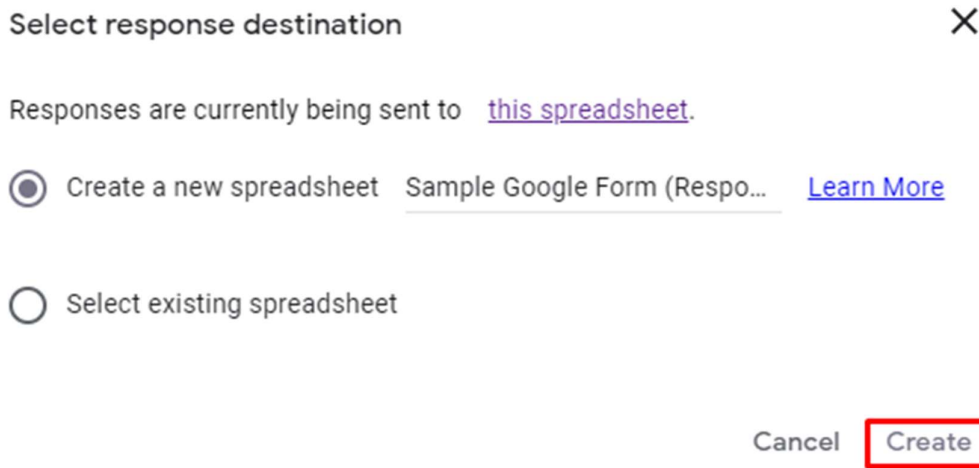 Select response destination
Responses are currently being sent to this spreadsheet.
Create a new spreadsheet Sample Google Form (Respo... Learn More
Select existing spreadsheet
Cancel Create